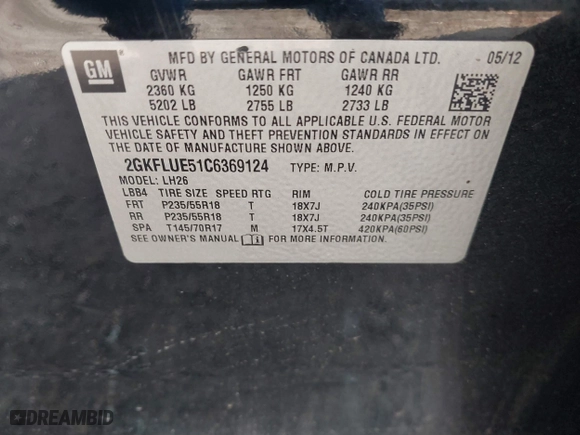 GM
MFD BY GENERAL MOTORS OF CANADA LTD. 05/12
GVWR GAWR FRT GAWR RR
2360 KG 1250 KG 1240 KG
5202 LB 2755 LB 2733 LB
THIS VEHICLE CONFORMS TO ALL APPLICABLE U.S. FEDERAL MOTOR
VEHICLE SAFETY AND THEFT PREVENTION STANDARDS IN EFFECT ON
THE DATE OF MANUFACTURE SHOWN ABOVE.
2GKFLUE51C6369124 TYPE: M.P.V.
MODEL: LH26
LBB4 TIRE SIZE SPEED RTG RIM COLD TIRE PRESSURE
FRT P235/55R18 T 18X7J 240KPA(35PSI)
RR P235/55R18 T 18X7J 240KPA(35PSI)
SPA T145/70R17 M 17X4.5T 420KPA(60PSI)
SEE OWNER'S MANUAL FOR MORE INFORMATION.
DREAMBID